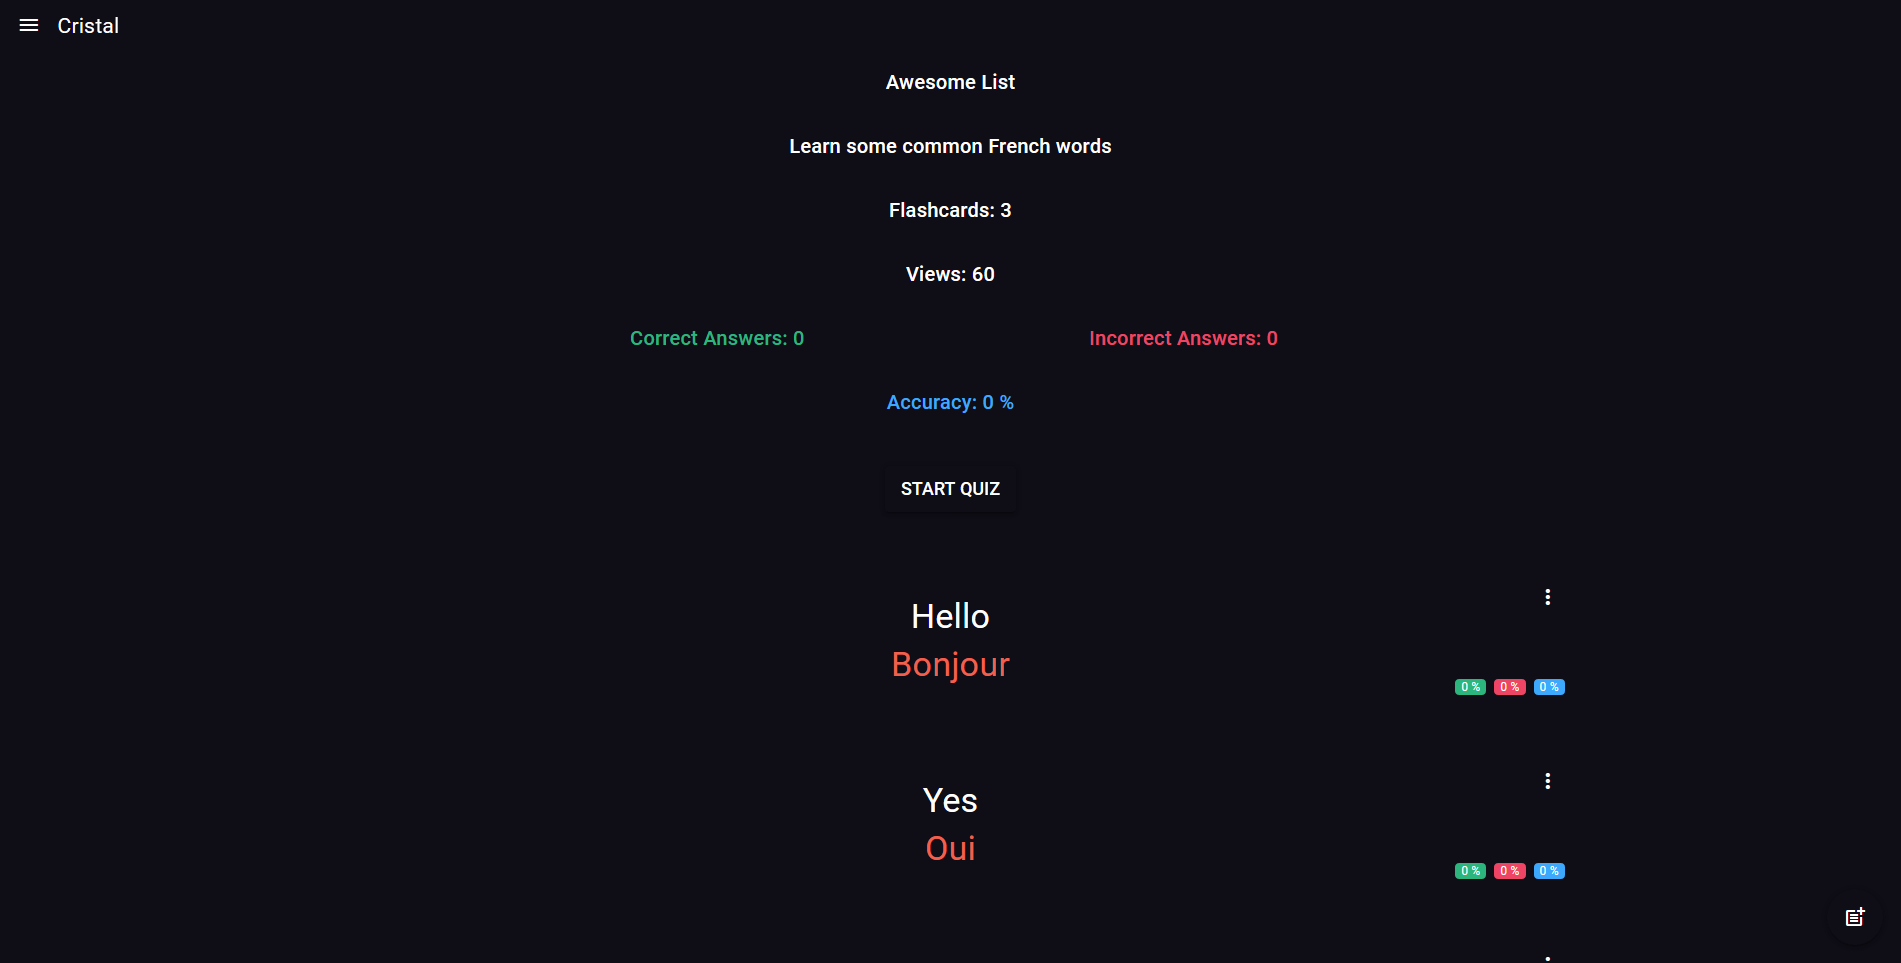 Cristal
Awesome List
Learn some common French words
Flashcards: 3
Views: 60
Correct Answers: 0
Incorrect Answers: 0
Accuracy: 0 %
START QUIZ
Hello
Bonjour
0 % 0 % 0 %
Yes
Oui
0 % 0 % 0 %